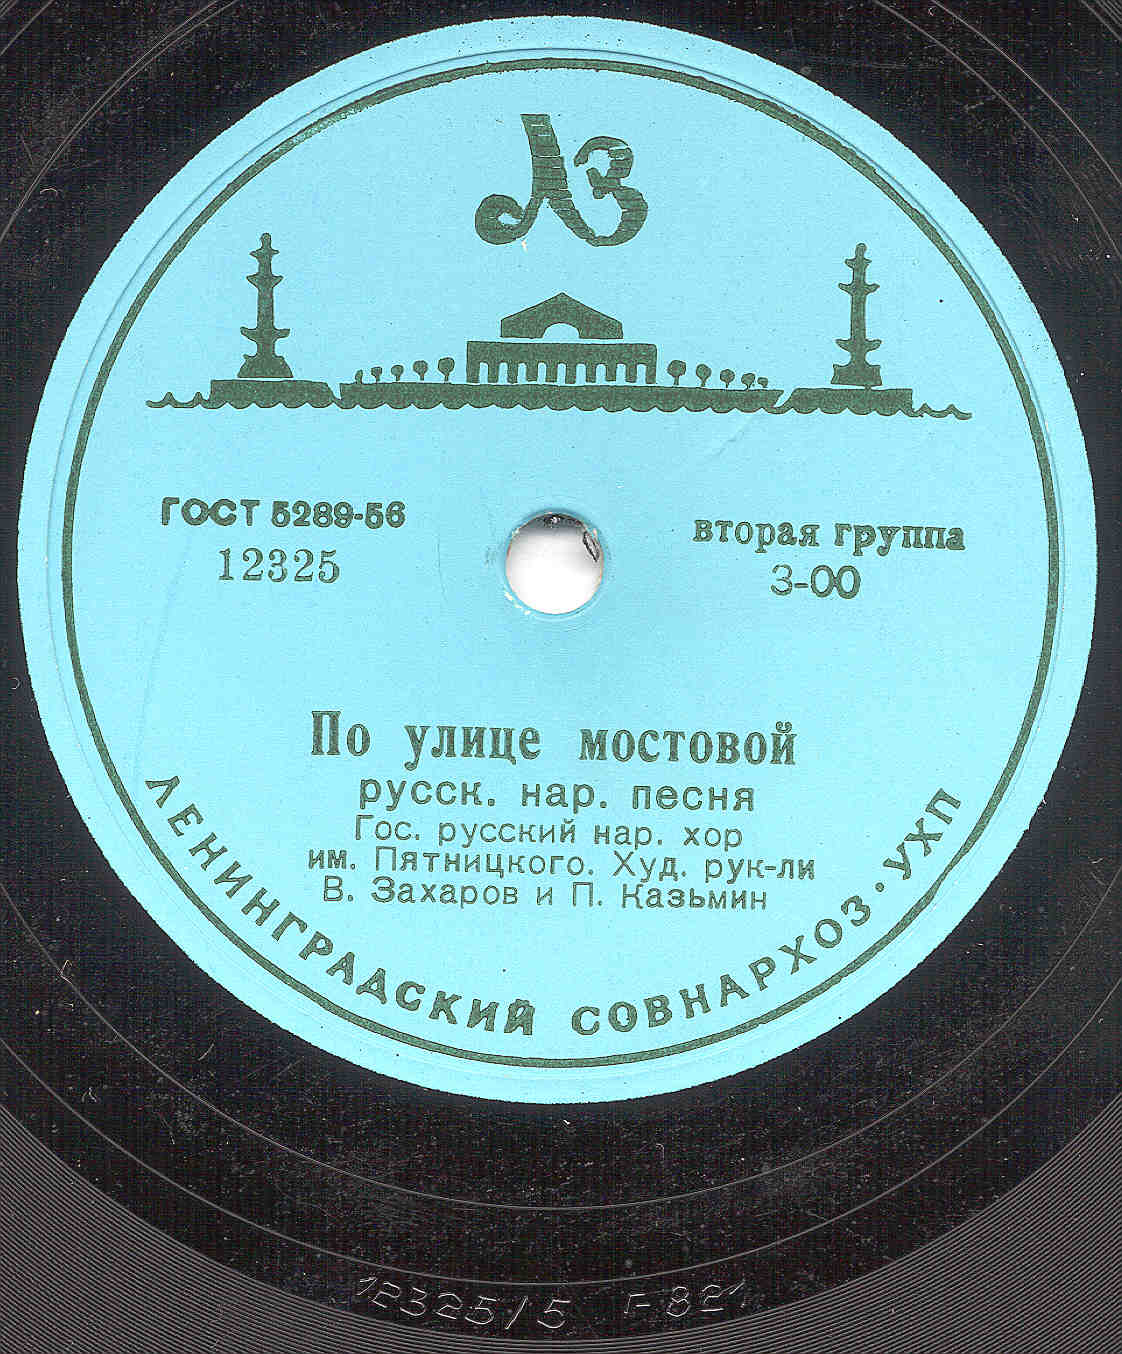 ЛЗ
ГОСТ 5289-56
12325
вторая группа
3-00
По улице мостовой
русск. нар. песня
Гос. русский нар. хор
им. Пятницкого. Худ. рук-ли
В. Захаров и П. Казьмин
ЛЕНИНГРАДСКИЙ СОВНАРХОЗ · УХП
12325/5 Г-821